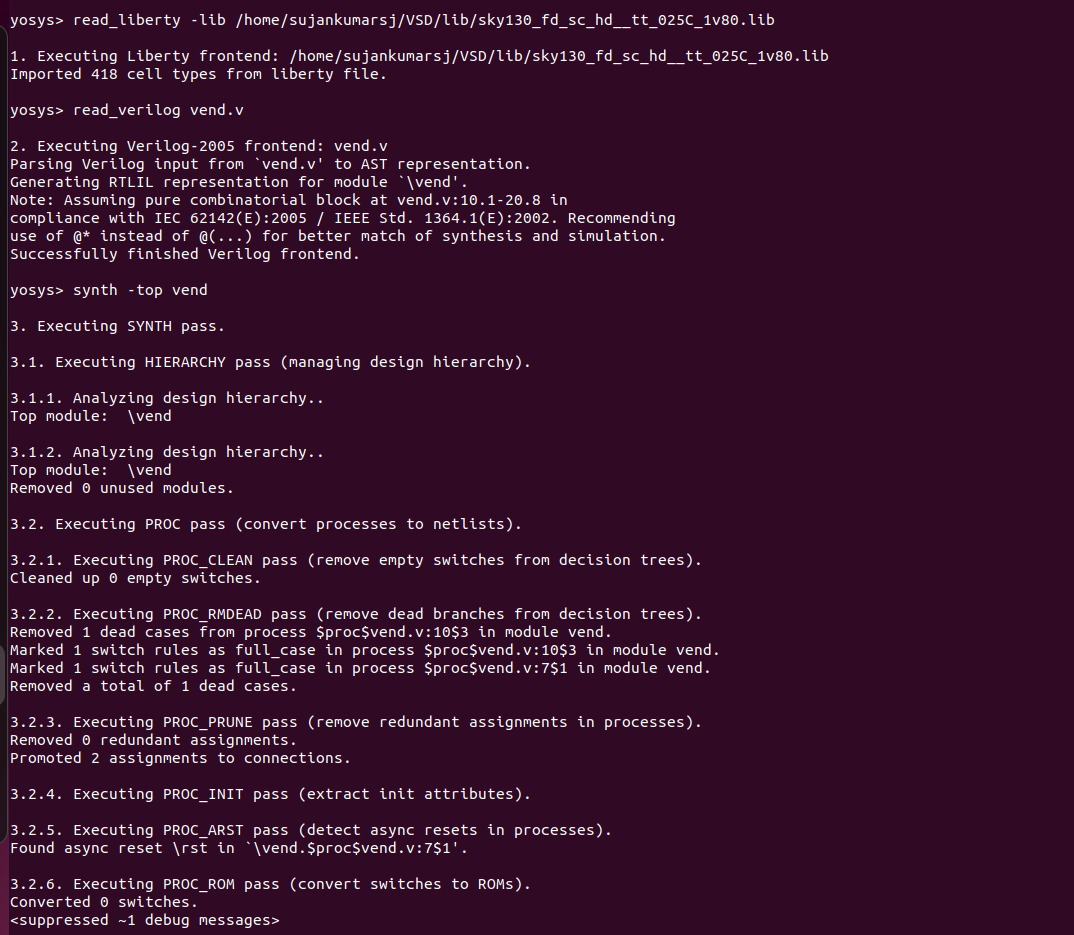 yosys> read_liberty -lib /home/sujankumarsj/VSD/lib/sky130_fd_sc_hd__tt_025C_1v80.lib
1. Executing Liberty frontend: /home/sujankumarsj/VSD/lib/sky130_fd_sc_hd__tt_025C_1v80.lib
Imported 418 cell types from liberty file.
yosys> read_verilog vend.v
2. Executing Verilog-2005 frontend: vend.v
Parsing Verilog input from `vend.v' to AST representation.
Generating RTLIL representation for module `\vend'.
Note: Assuming pure combinatorial block at vend.v:10.1-20.8 in
compliance with IEC 62142(E):2005 / IEEE Std. 1364.1(E):2002. Recommending
use of @* instead of @(...) for better match of synthesis and simulation.
Successfully finished Verilog frontend.
yosys> synth -top vend
3. Executing SYNTH pass.
3.1. Executing HIERARCHY pass (managing design hierarchy).
3.1.1. Analyzing design hierarchy..
Top module:  \vend
3.1.2. Analyzing design hierarchy..
Top module:  \vend
Removed 0 unused modules.
3.2. Executing PROC pass (convert processes to netlists).
3.2.1. Executing PROC_CLEAN pass (remove empty switches from decision trees).
Cleaned up 0 empty switches.
3.2.2. Executing PROC_RMDEAD pass (remove dead branches from decision trees).
Removed 1 dead cases from process $proc$vend.v:10$3 in module vend.
Marked 1 switch rules as full_case in process $proc$vend.v:10$3 in module vend.
Marked 1 switch rules as full_case in process $proc$vend.v:7$1 in module vend.
Removed a total of 1 dead cases.
3.2.3. Executing PROC_PRUNE pass (remove redundant assignments in processes).
Removed 0 redundant assignments.
Promoted 2 assignments to connections.
3.2.4. Executing PROC_INIT pass (extract init attributes).
3.2.5. Executing PROC_ARST pass (detect async resets in processes).
Found async reset \rst in `\vend.$proc$vend.v:7$1'.
3.2.6. Executing PROC_ROM pass (convert switches to ROMs).
Converted 0 switches.
<suppressed ~1 debug messages>